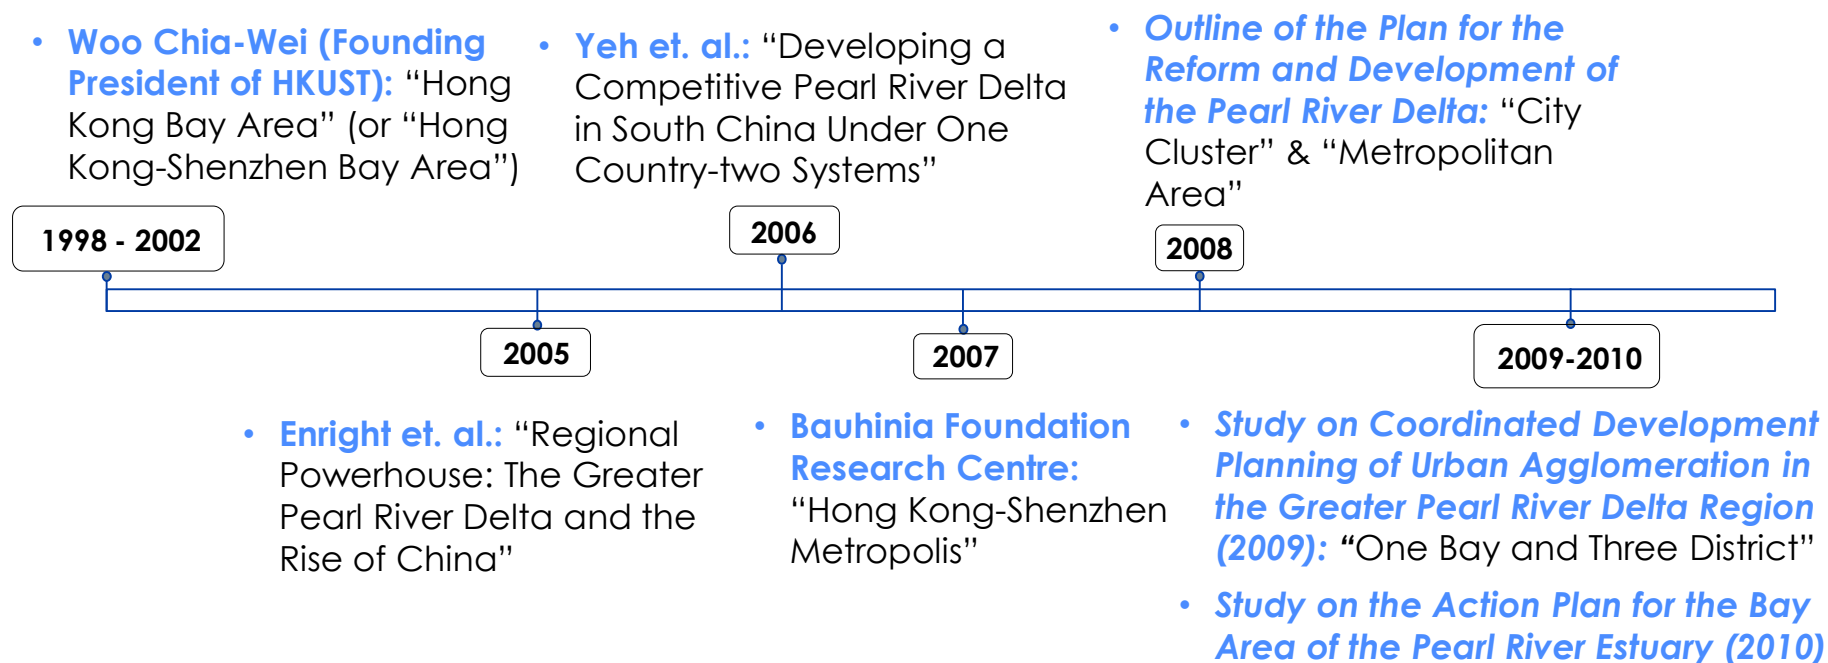 • Woo Chia-Wei (Founding
President of HKUST): “Hong
Kong Bay Area” (or “Hong
Kong-Shenzhen Bay Area”)
• Yeh et. al.: “Developing a
Competitive Pearl River Delta
in South China Under One
Country-two Systems”
• Outline of the Plan for the
Reform and Development of
the Pearl River Delta: “City
Cluster” & “Metropolitan
Area”
1998 - 2002
2006
2008
2005
2007
2009-2010
• Enright et. al.: “Regional
Powerhouse: The Greater
Pearl River Delta and the
Rise of China”
• Bauhinia Foundation
Research Centre:
“Hong Kong-Shenzhen
Metropolis”
• Study on Coordinated Development
Planning of Urban Agglomeration in
the Greater Pearl River Delta Region
(2009): “One Bay and Three District”
• Study on the Action Plan for the Bay
Area of the Pearl River Estuary (2010)